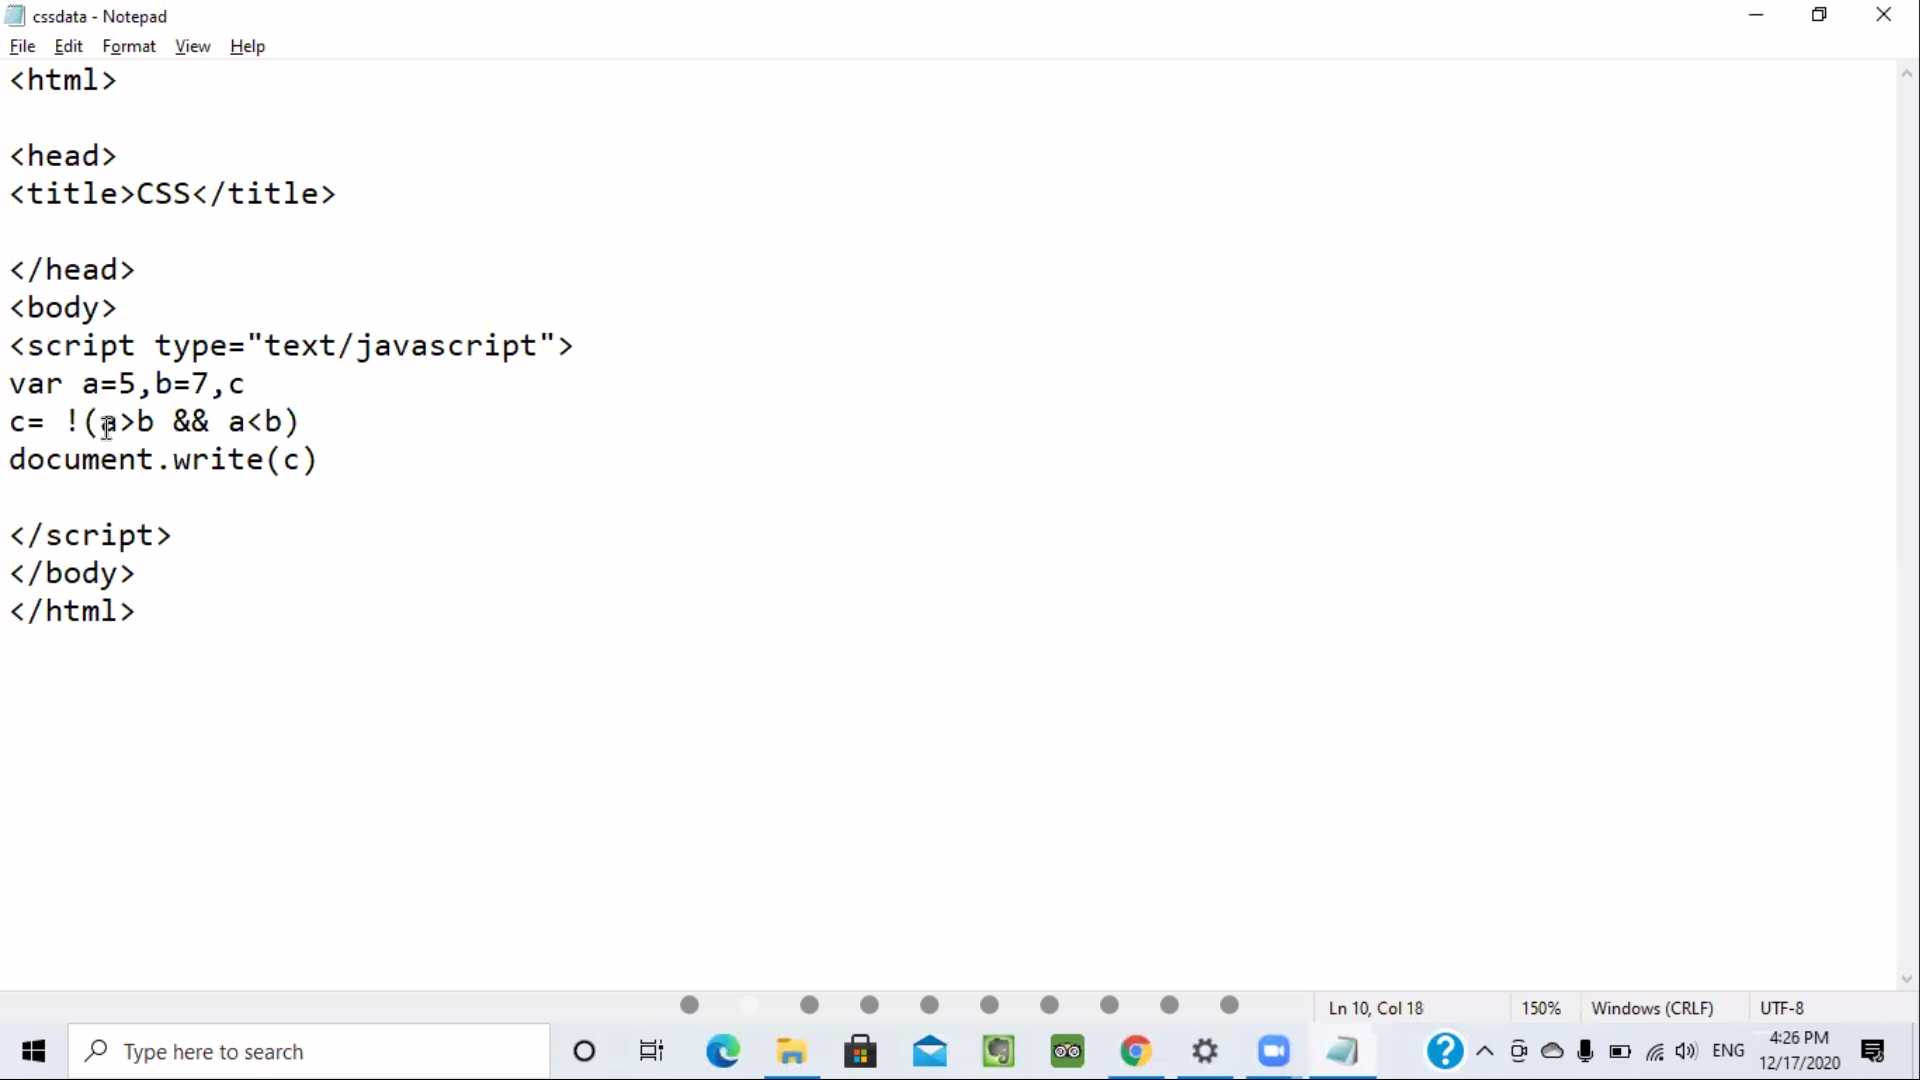 cssdata - Notepad
File Edit Format View Help
<html>
<head>
<title>CSS</title>
</head>
<body>
<script type="text/javascript">
var a=5,b=7,c
c= !(a>b && a<b)
document.write(c)
</script>
</body>
</html>
Ln 10, Col 18 150% Windows (CRLF) UTF-8
Type here to search ENG 4:26 PM
12/17/2020